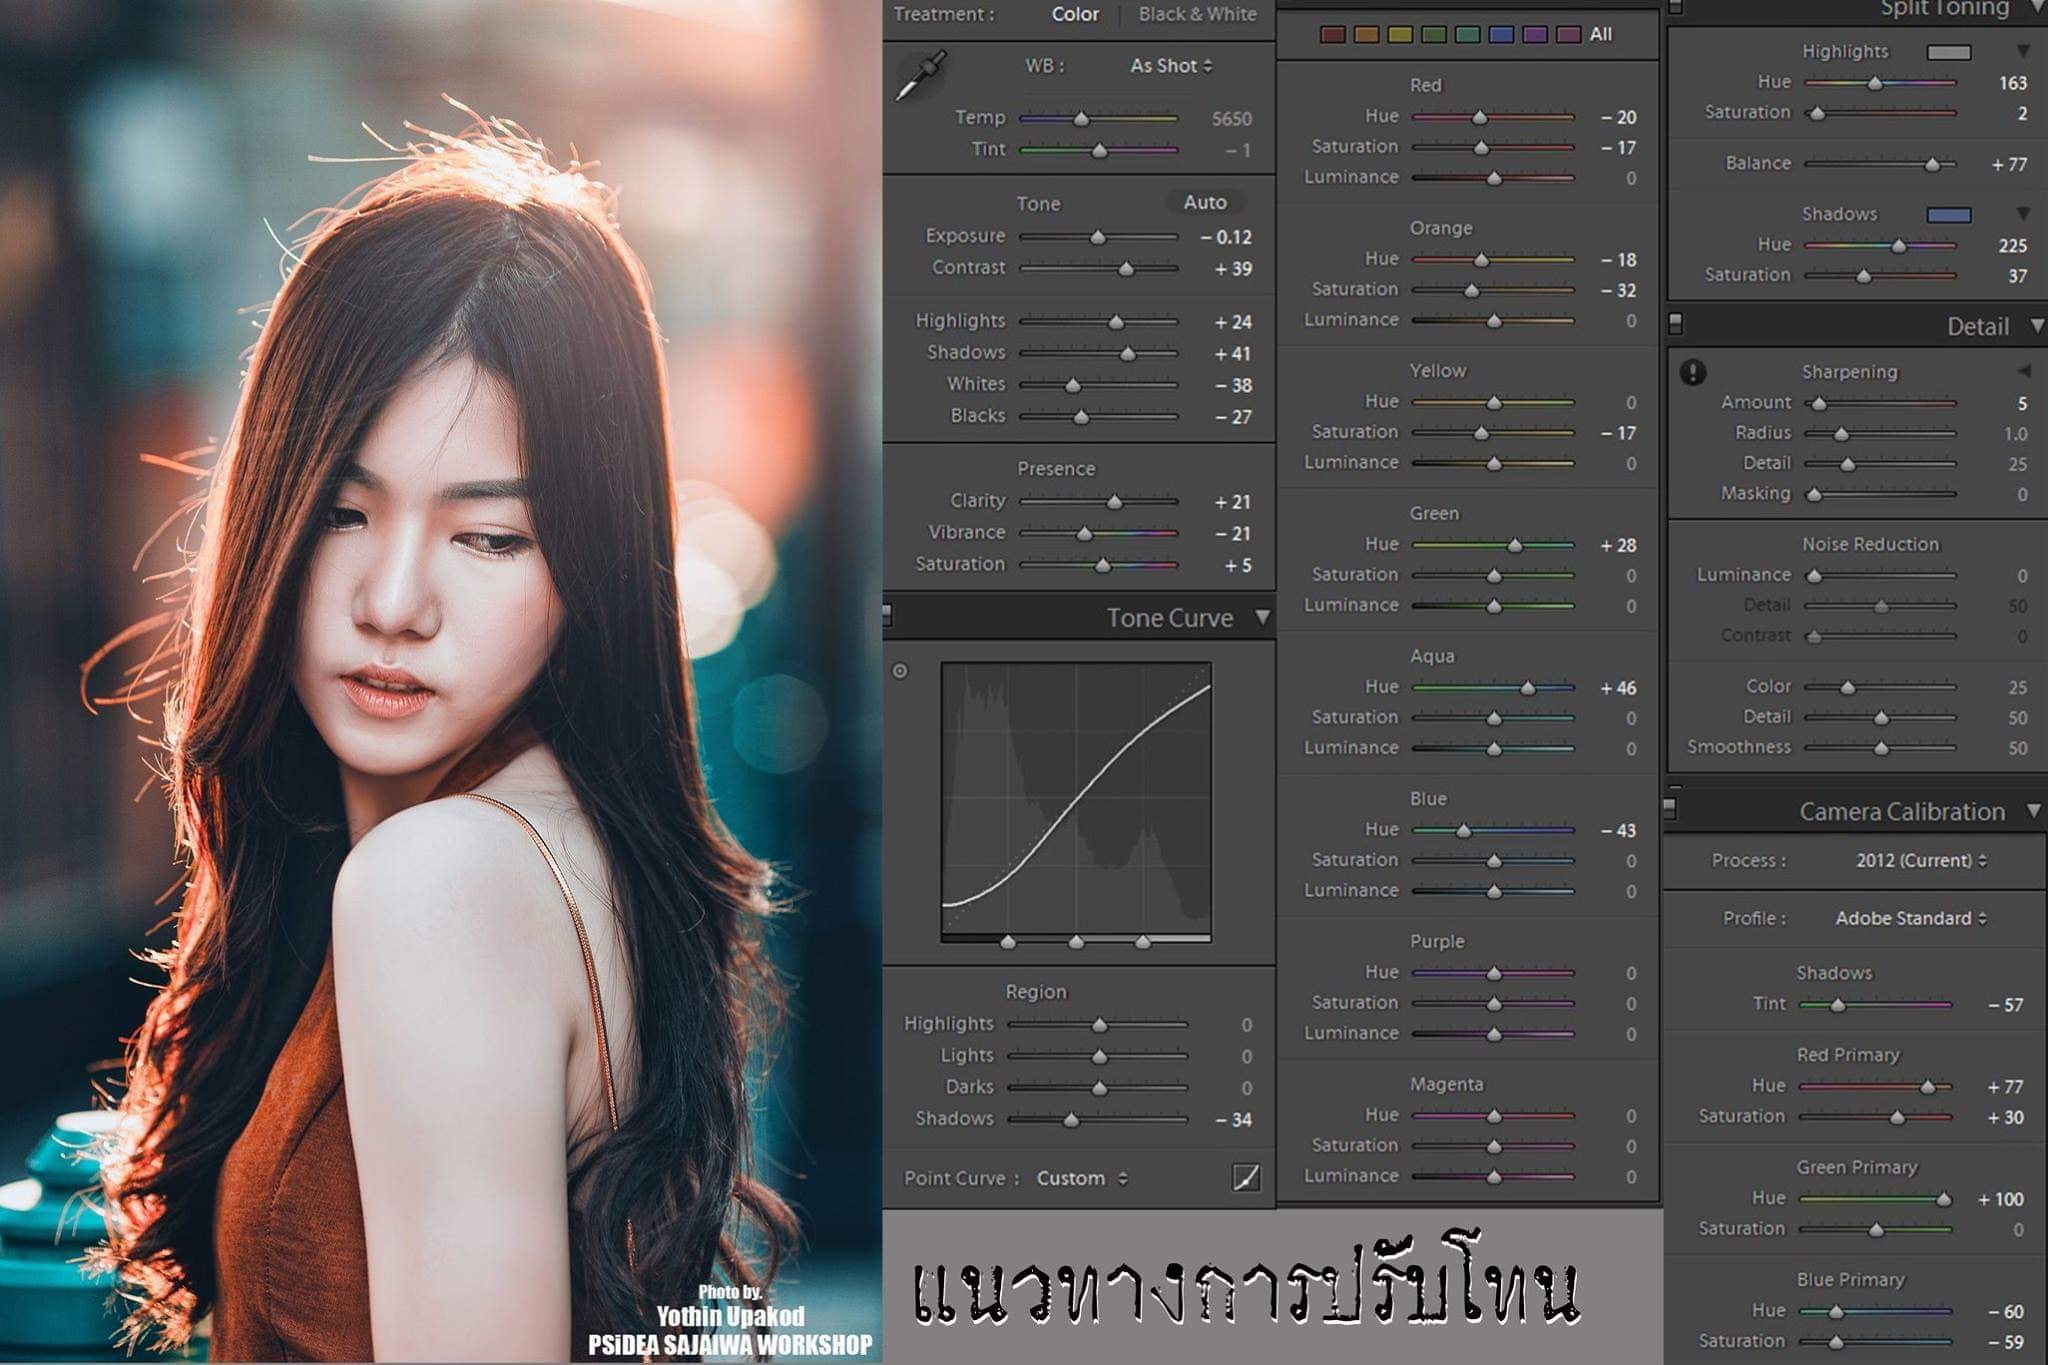 Photo by.
Yothin Upakod
PSiDEA SAJAIWA WORKSHOP
Treatment : Color Black & White
WB : As Shot
Temp 5650
Tint – 1
Tone Auto
Exposure – 0.12
Contrast + 39
Highlights + 24
Shadows + 41
Whites – 38
Blacks – 27
Presence
Clarity + 21
Vibrance – 21
Saturation + 5
Tone Curve
Region
Highlights 0
Lights 0
Darks 0
Shadows – 34
Point Curve : Custom
All
Red
Hue – 20
Saturation – 17
Luminance 0
Orange
Hue – 18
Saturation – 32
Luminance 0
Yellow
Hue 0
Saturation – 17
Luminance 0
Green
Hue + 28
Saturation 0
Luminance 0
Aqua
Hue + 46
Saturation 0
Luminance 0
Blue
Hue – 43
Saturation 0
Luminance 0
Purple
Hue 0
Saturation 0
Luminance 0
Magenta
Hue 0
Saturation 0
Luminance 0
แนวทางการปรับโทน
Split Toning
Highlights
Hue 163
Saturation 2
Balance + 77
Shadows
Hue 225
Saturation 37
Detail
Sharpening
Amount 5
Radius 1.0
Detail 25
Masking 0
Noise Reduction
Luminance 0
Detail 50
Contrast 0
Color 25
Detail 50
Smoothness 50
Camera Calibration
Process : 2012 (Current)
Profile : Adobe Standard
Shadows
Tint – 57
Red Primary
Hue + 77
Saturation + 30
Green Primary
Hue + 100
Saturation 0
Blue Primary
Hue – 60
Saturation – 59